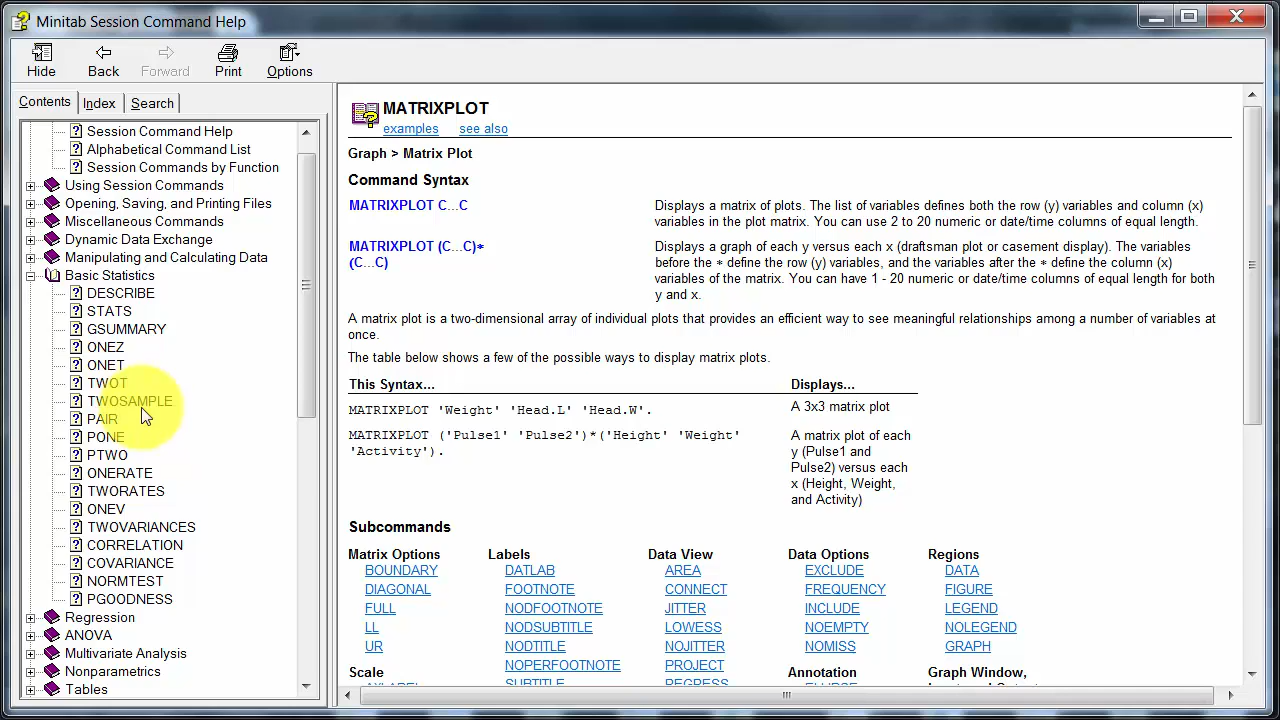 Minitab Session Command Help
Hide
Back
Forward
Print
Options
Contents
Index
Search
Session Command Help
Alphabetical Command List
Session Commands by Function
Using Session Commands
Opening, Saving, and Printing Files
Miscellaneous Commands
Dynamic Data Exchange
Manipulating and Calculating Data
Basic Statistics
DESCRIBE
STATS
GSUMMARY
ONEZ
ONET
TWOT
TWOSAMPLE
PAIR
PONE
PTWO
ONERATE
TWORATES
ONEV
TWOVARIANCES
CORRELATION
COVARIANCE
NORMTEST
PGOODNESS
Regression
ANOVA
Multivariate Analysis
Nonparametrics
Tables
MATRIXPLOT
examples see also
Graph > Matrix Plot
Command Syntax
MATRIXPLOT C...C
Displays a matrix of plots. The list of variables defines both the row (y) variables and column (x)
variables in the plot matrix. You can use 2 to 20 numeric or date/time columns of equal length.
MATRIXPLOT (C...C)*
(C...C)
Displays a graph of each y versus each x (draftsman plot or casement display). The variables
before the * define the row (y) variables, and the variables after the * define the column (x)
variables of the matrix. You can have 1 - 20 numeric or date/time columns of equal length for both
y and x.
A matrix plot is a two-dimensional array of individual plots that provides an efficient way to see meaningful relationships among a number of variables at
once.
The table below shows a few of the possible ways to display matrix plots.
This Syntax... Displays...
MATRIXPLOT 'Weight' 'Head.L' 'Head.W'. A 3x3 matrix plot
MATRIXPLOT ('Pulse1' 'Pulse2')*('Height' 'Weight'
'Activity').
A matrix plot of each
y (Pulse1 and
Pulse2) versus each
x (Height, Weight,
and Activity)
Subcommands
Matrix Options Labels Data View Data Options Regions
BOUNDARY DATLAB AREA EXCLUDE DATA
DIAGONAL FOOTNOTE CONNECT FREQUENCY FIGURE
FULL NODFOOTNOTE JITTER INCLUDE LEGEND
LL NODSUBTITLE LOWESS NOEMPTY NOLEGEND
UR NODTITLE NOJITTER NOMISS GRAPH
NOPERFOOTNOTE PROJECT
Scale SUBTITLE REGRESS Annotation Graph Window,
AXLABEL ELLIPSE